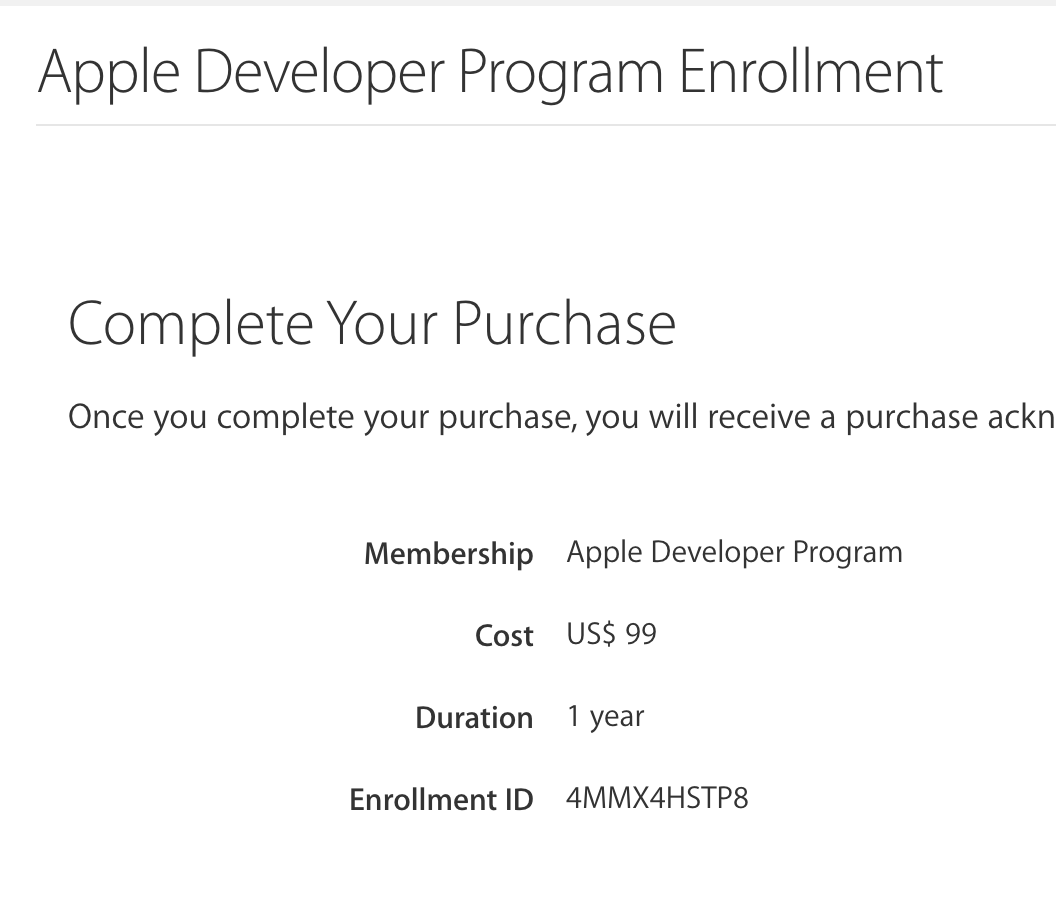 Apple Developer Program Enrollment
Complete Your Purchase
Once you complete your purchase, you will receive a purchase ackn
Membership Apple Developer Program
Cost US$ 99
Duration 1 year
Enrollment ID 4MMX4HSTP8